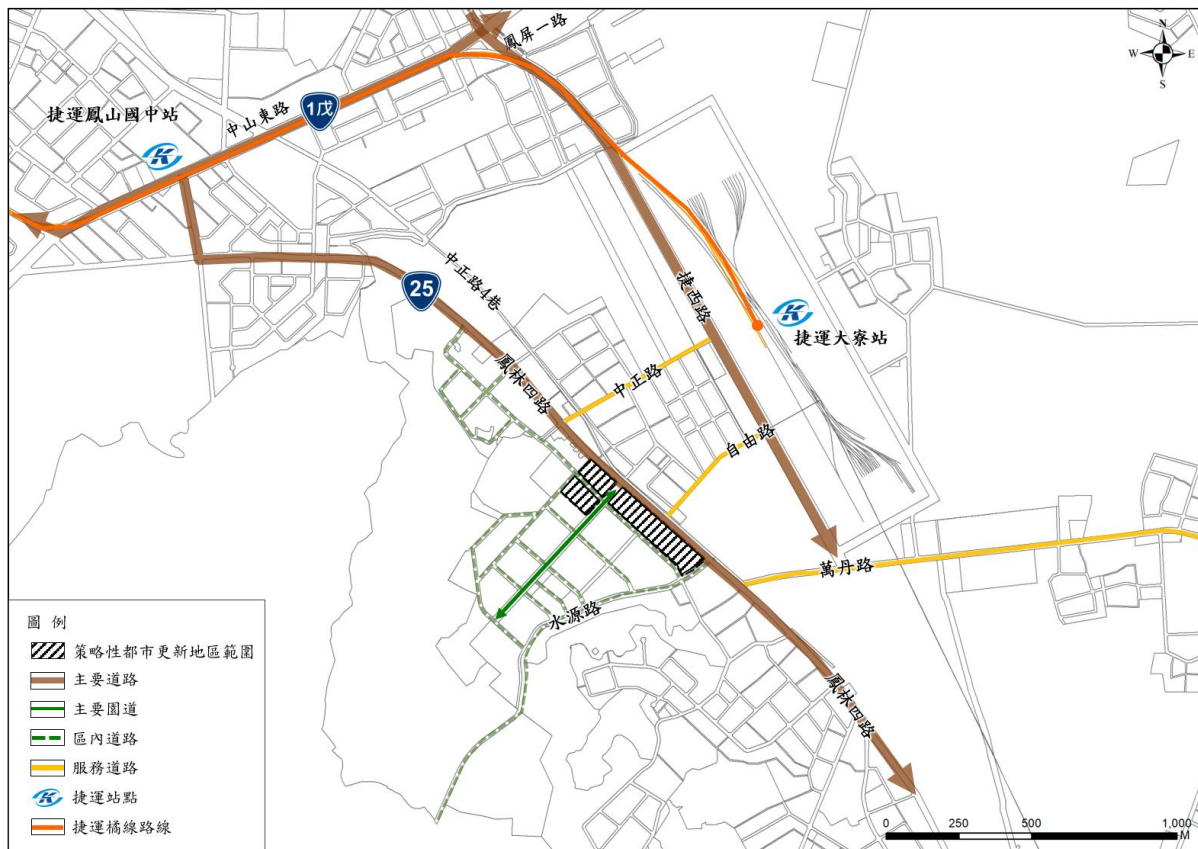 鳳屏一路
N
W
E
S
1戊
中山東路
捷運鳳山國中站
K
中正路4巷
25
捷西路
K
捷運大寮站
鳳林四路
中正路
自由路
萬丹路
水源路
鳳林四路
圖 例
策略性都市更新地區範圍
主要道路
主要園道
區內道路
服務道路
K 捷運站點
捷運橘線路線
0 250 500 1,000
M